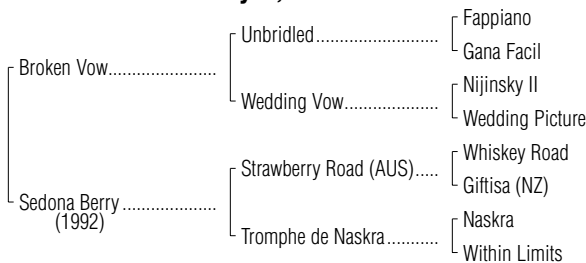 Fappiano
Unbridled
Gana Facil
Broken Vow
Nijinsky II
Wedding Vow
Wedding Picture
Whiskey Road
Strawberry Road (AUS)
Giftisa (NZ)
Sedona Berry
(1992)
Naskra
Tromphe de Naskra
Within Limits